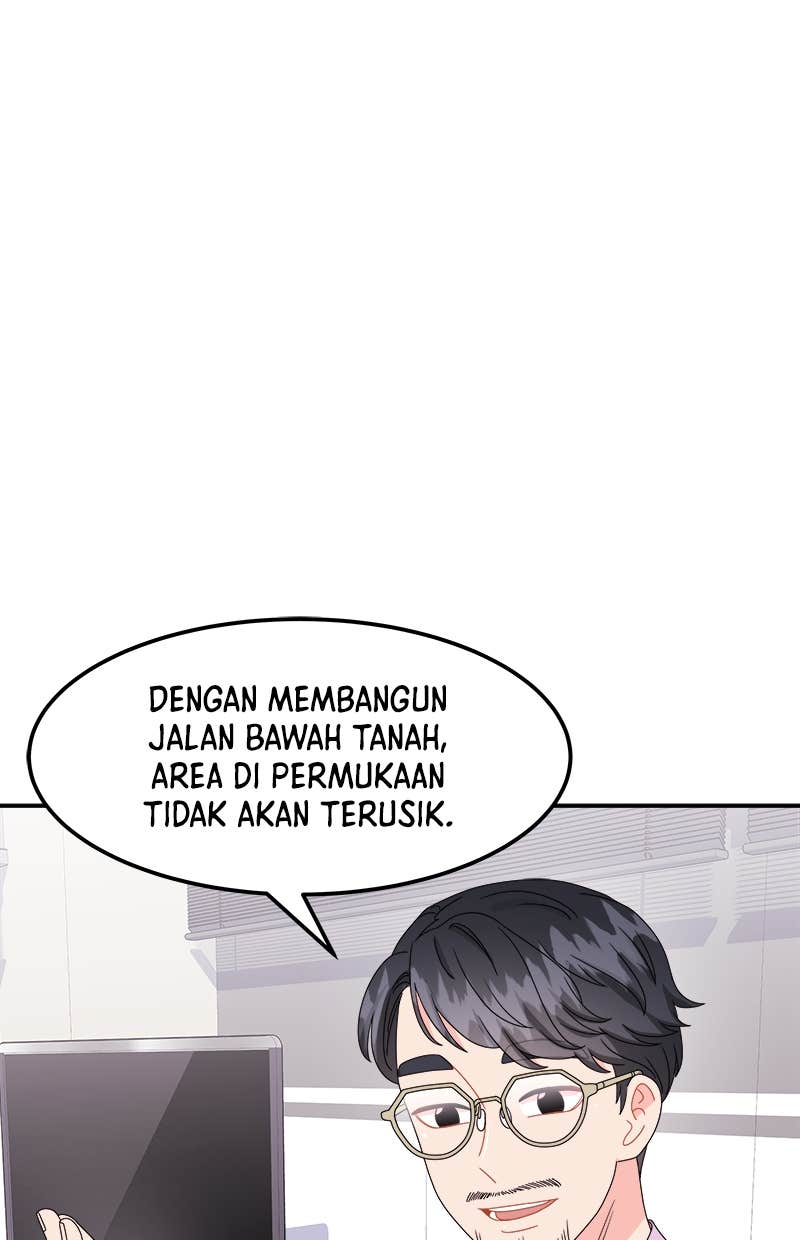 DENGAN MEMBANGUN
JALAN BAWAH TANAH,
AREA DI PERMUKAAN
TIDAK AKAN TERUSIK.